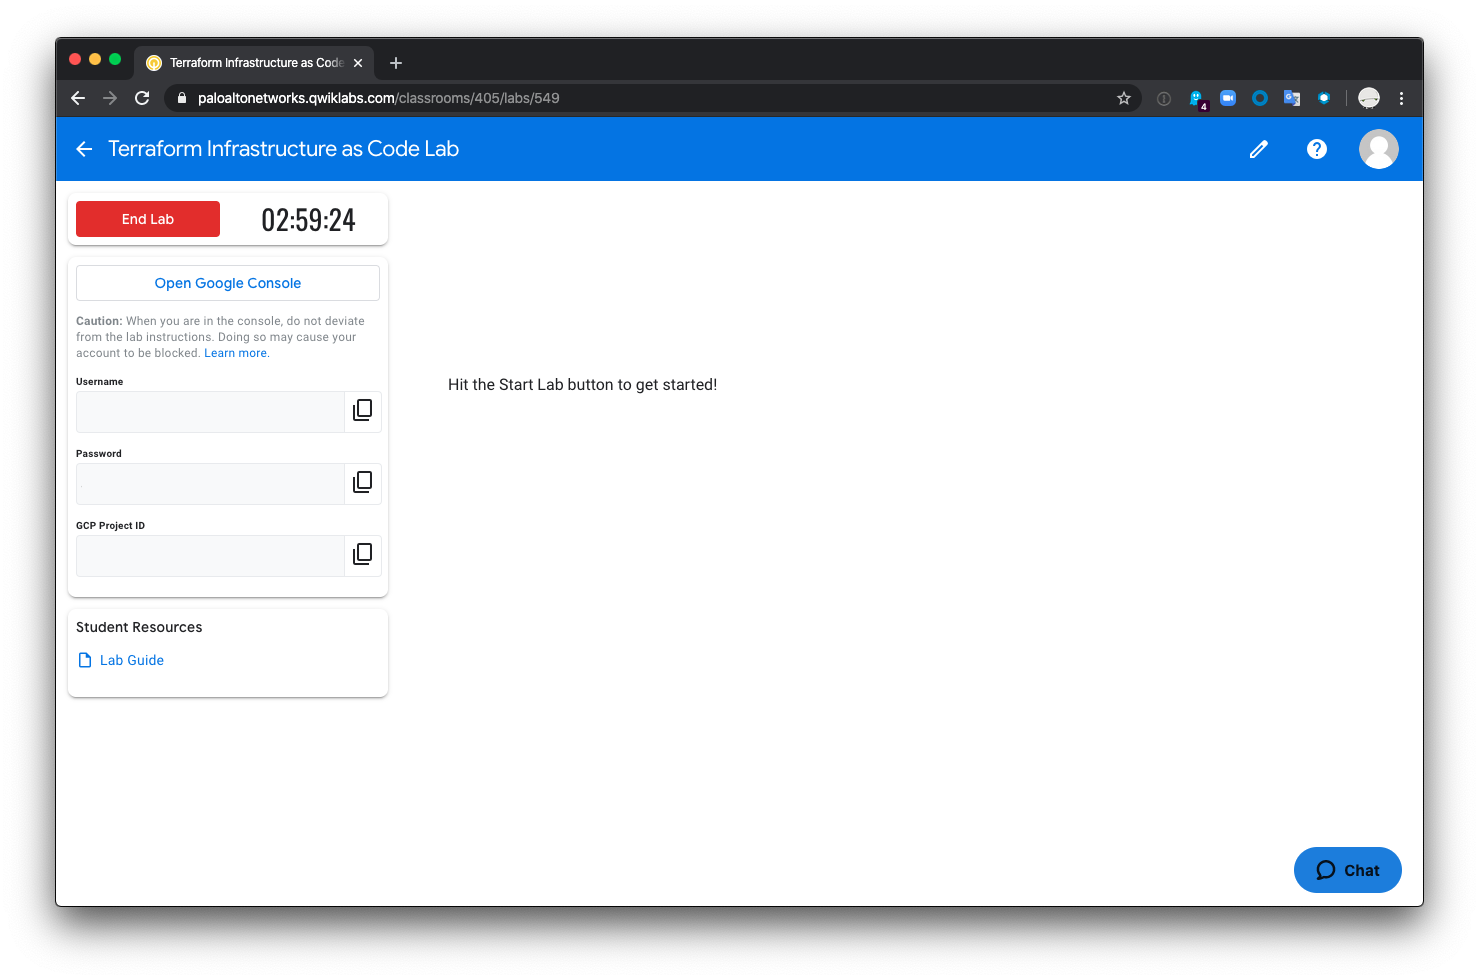 Terraform Infrastructure as Code
paloaltonetworks.qwiklabs.com/classrooms/405/labs/549
4
Terraform Infrastructure as Code Lab
End Lab
02:59:24
Open Google Console
Caution: When you are in the console, do not deviate
from the lab instructions. Doing so may cause your
account to be blocked. Learn more.
Username
Password
GCP Project ID
Student Resources
Lab Guide
Hit the Start Lab button to get started!
Chat